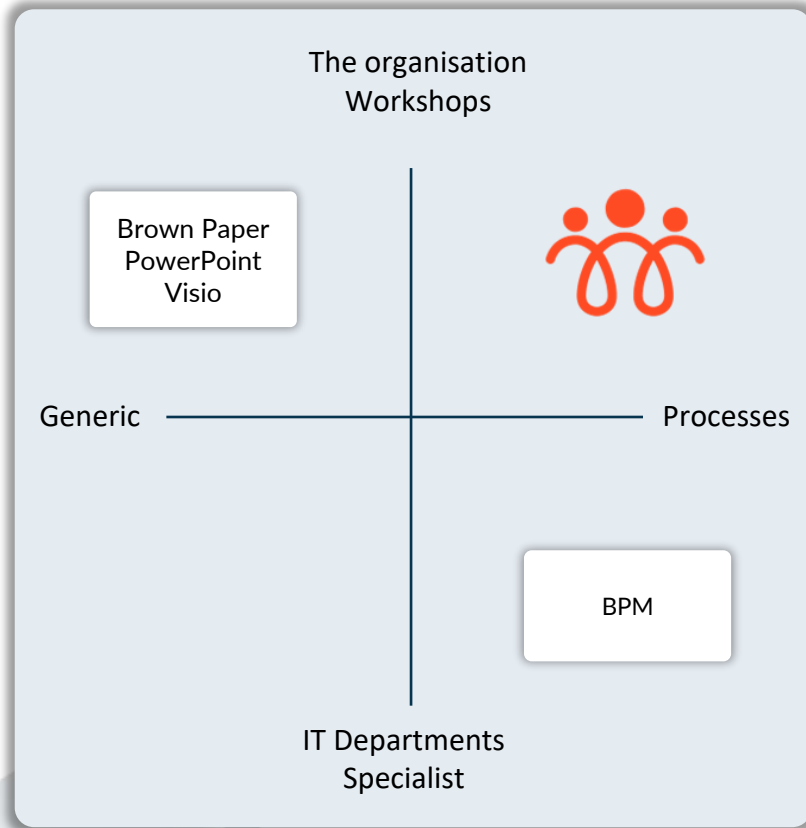 The organisation
Workshops
Brown Paper
PowerPoint
Visio
Generic
Processes
BPM
IT Departments
Specialist